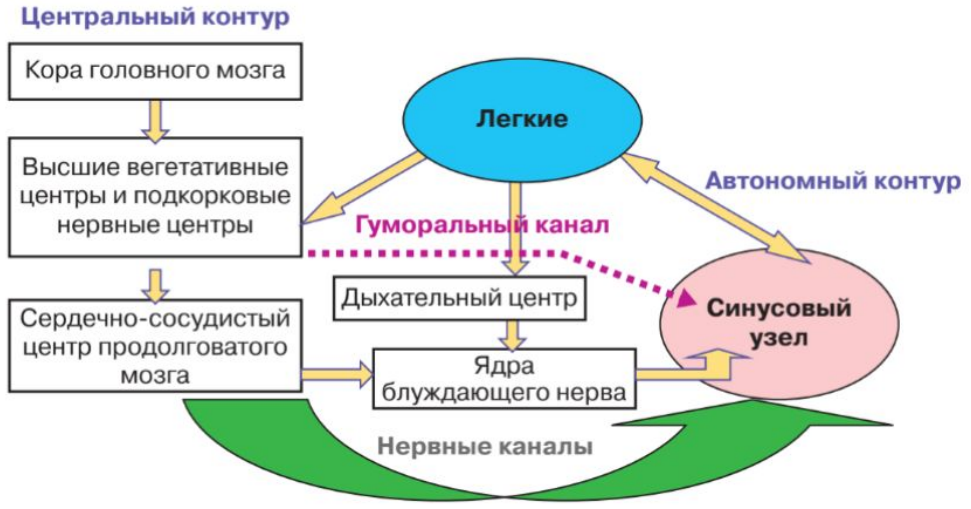 Центральный контур
Кора головного мозга
Легкие
Высшие вегетативные
центры и подкорковые
нервные центры
Автономный контур
Гуморальный канал
Дыхательный центр
Синусовый
узел
Сердечно-сосудистый
центр продолговатого
мозга
Ядра
блуждающего нерва
Нервные каналы